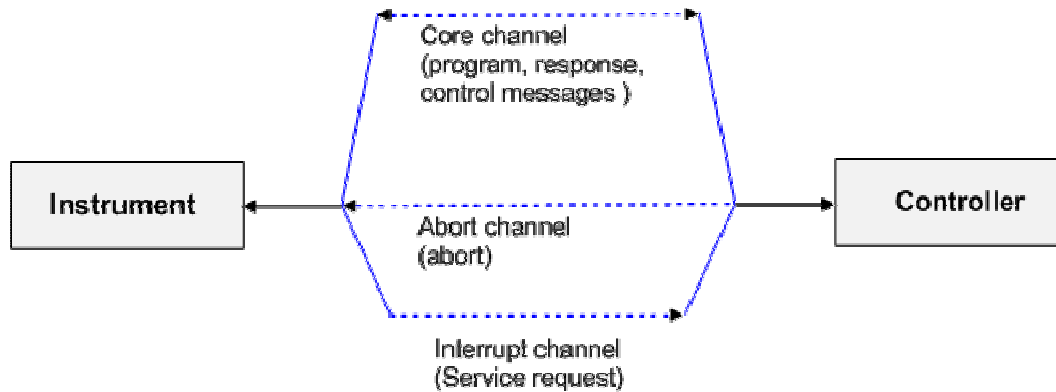 Core channel
(program, response,
control messages )
Instrument
Controller
Abort channel
(abort)
Interrupt channel
(Service request)